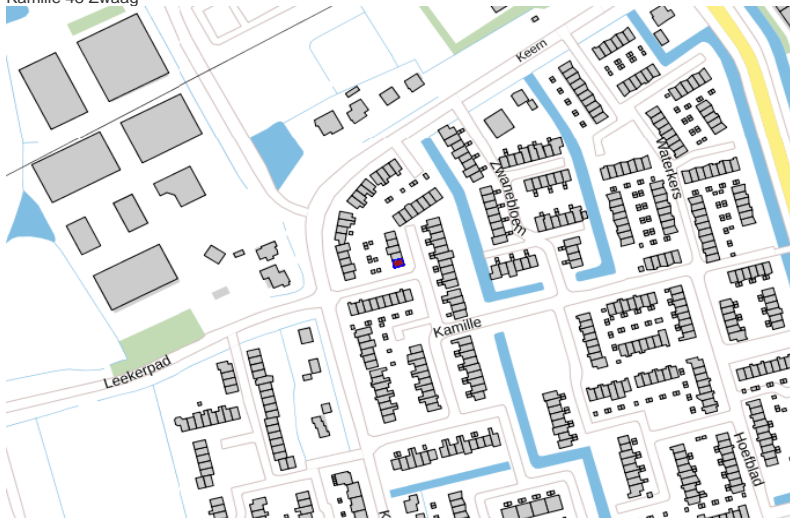 Kamille 48 Zwaag
Keern
Waterkers
Zwanebloem
Kamille
Leekerpad
Hoefblad
K